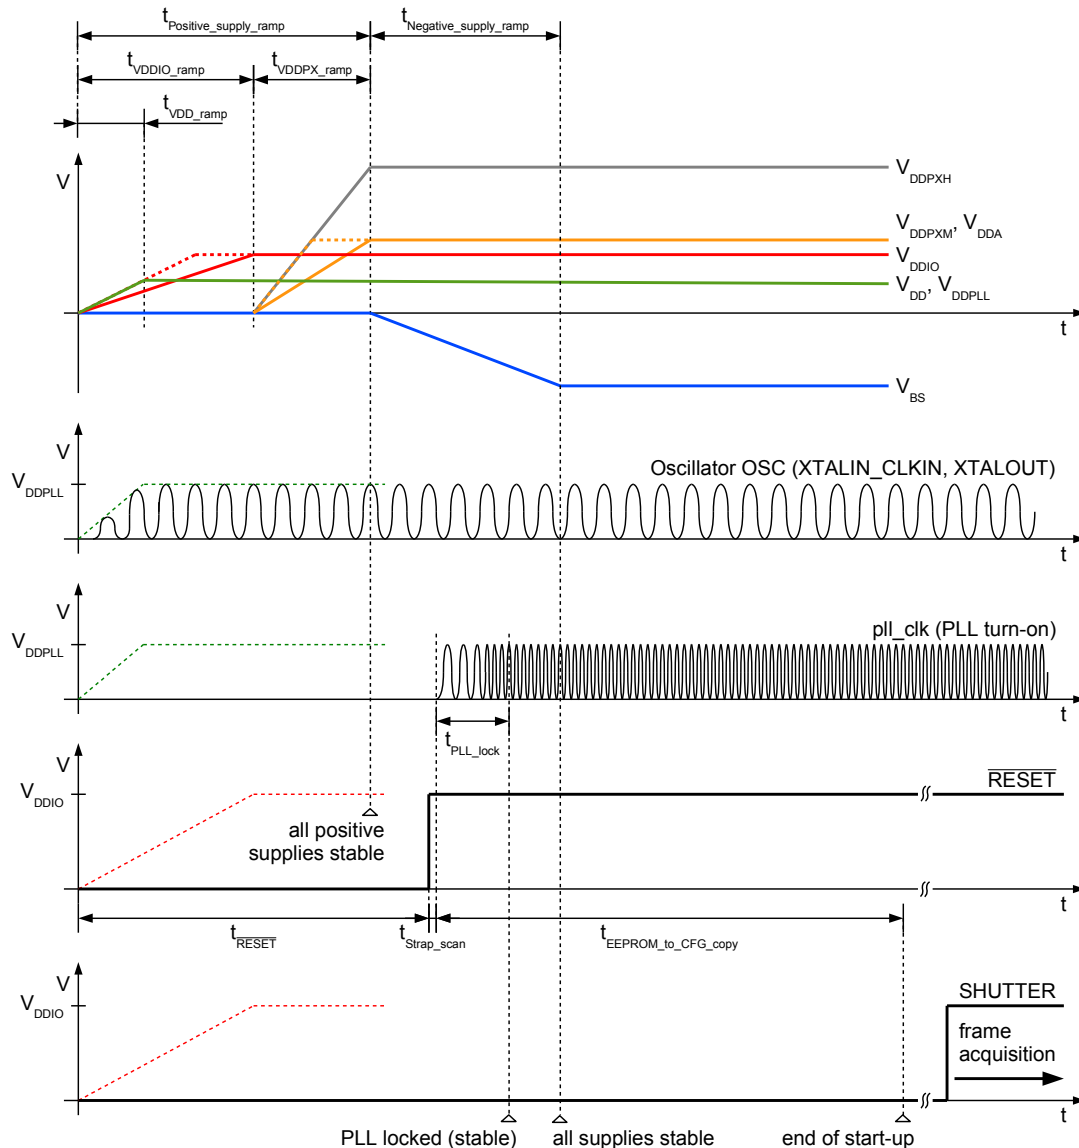 tPositive_supply_ramp tNegative_supply_ramp
tVDDIO_ramp tVDDPX_ramp
tVDD_ramp
V
VDDPXH
VDDPXM, VDDA
VDDIO
VDD, VDDPLL
t
VBS
V
VDDPLL
Oscillator OSC (XTALIN_CLKIN, XTALOUT)
t
V
VDDPLL
pll_clk (PLL turn-on)
t
tPLL_lock
V
VDDIO
RESET
all positive
supplies stable
t
tRESET tStrap_scan tEEPROM_to_CFG_copy
V
VDDIO
SHUTTER
frame
acquisition
t
PLL locked (stable) all supplies stable end of start-up